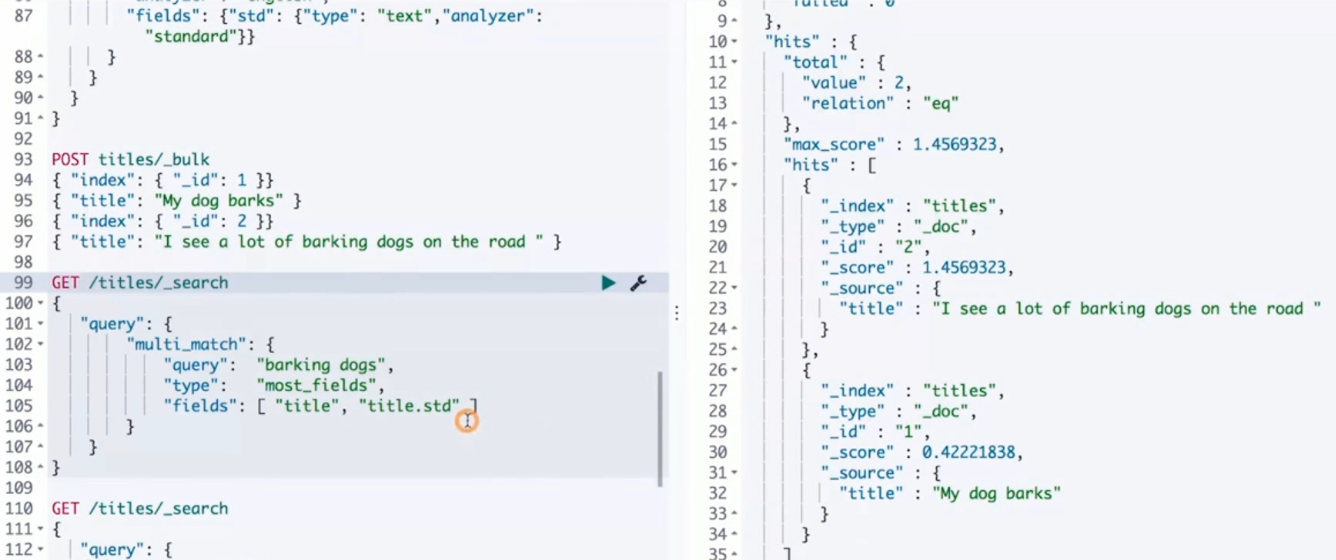 87 "fields": {"std": {"type": "text","analyzer":
"standard"}}
88 }
89 }
90 }
91 }
92
93 POST titles/_bulk
94 { "index": { "_id": 1 }}
95 { "title": "My dog barks" }
96 { "index": { "_id": 2 }}
97 { "title": "I see a lot of barking dogs on the road " }
98
99 GET /titles/_search
100 {
101 "query": {
102 "multi_match": {
103 "query": "barking dogs",
104 "type": "most_fields",
105 "fields": [ "title", "title.std" ]
106 }
107 }
108 }
109
110 GET /titles/_search
111 {
112 "query": {
8 "failed" : 0
9 },
10 "hits" : {
11 "total" : {
12 "value" : 2,
13 "relation" : "eq"
14 },
15 "max_score" : 1.4569323,
16 "hits" : [
17 {
18 "_index" : "titles",
19 "_type" : "_doc",
20 "_id" : "2",
21 "_score" : 1.4569323,
22 "_source" : {
23 "title" : "I see a lot of barking dogs on the road "
24 }
25 },
26 {
27 "_index" : "titles",
28 "_type" : "_doc",
29 "_id" : "1",
30 "_score" : 0.42221838,
31 "_source" : {
32 "title" : "My dog barks"
33 }
34 }
35 ]